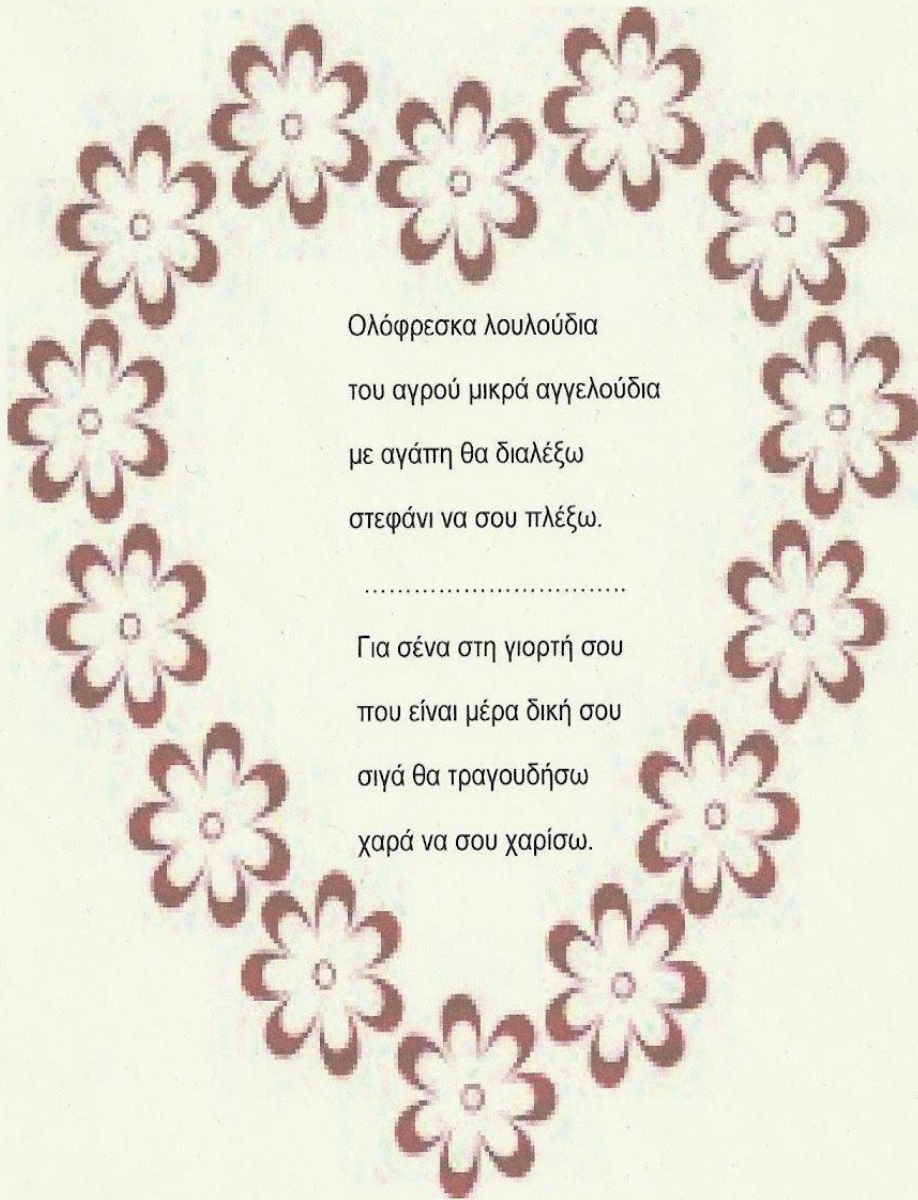 Ολόφρεσκα λουλούδια
του αγρού μικρά αγγελούδια
με αγάπη θα διαλέξω
στεφάνι να σου πλέξω.
................................
Για σένα στη γιορτή σου
που είναι μέρα δική σου
σιγά θα τραγουδήσω
χαρά να σου χαρίσω.